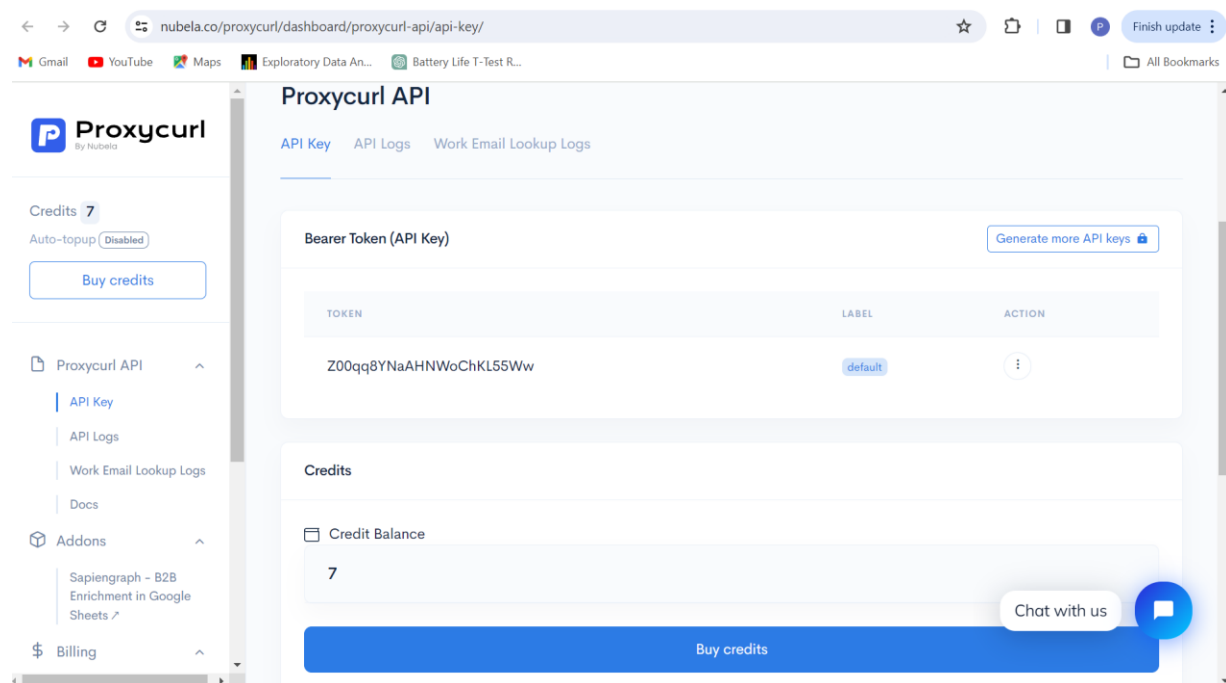 nubela.co/proxycurl/dashboard/proxycurl-api/api-key/
P
Finish update
Gmail
YouTube
Maps
Exploratory Data An...
Battery Life T-Test R...
All Bookmarks
Proxycurl
By Nubela
Credits 7
Auto-topup Disabled
Buy credits
Proxycurl API
API Key
API Logs
Work Email Lookup Logs
Docs
Addons
Sapiengraph - B2B
Enrichment in Google
Sheets ↗
$ Billing
Proxycurl API
API Key API Logs Work Email Lookup Logs
Bearer Token (API Key)
Generate more API keys
TOKEN LABEL ACTION
Z00qq8YNaAHNWoChKL55Ww default
Credits
Credit Balance
7
Chat with us
Buy credits